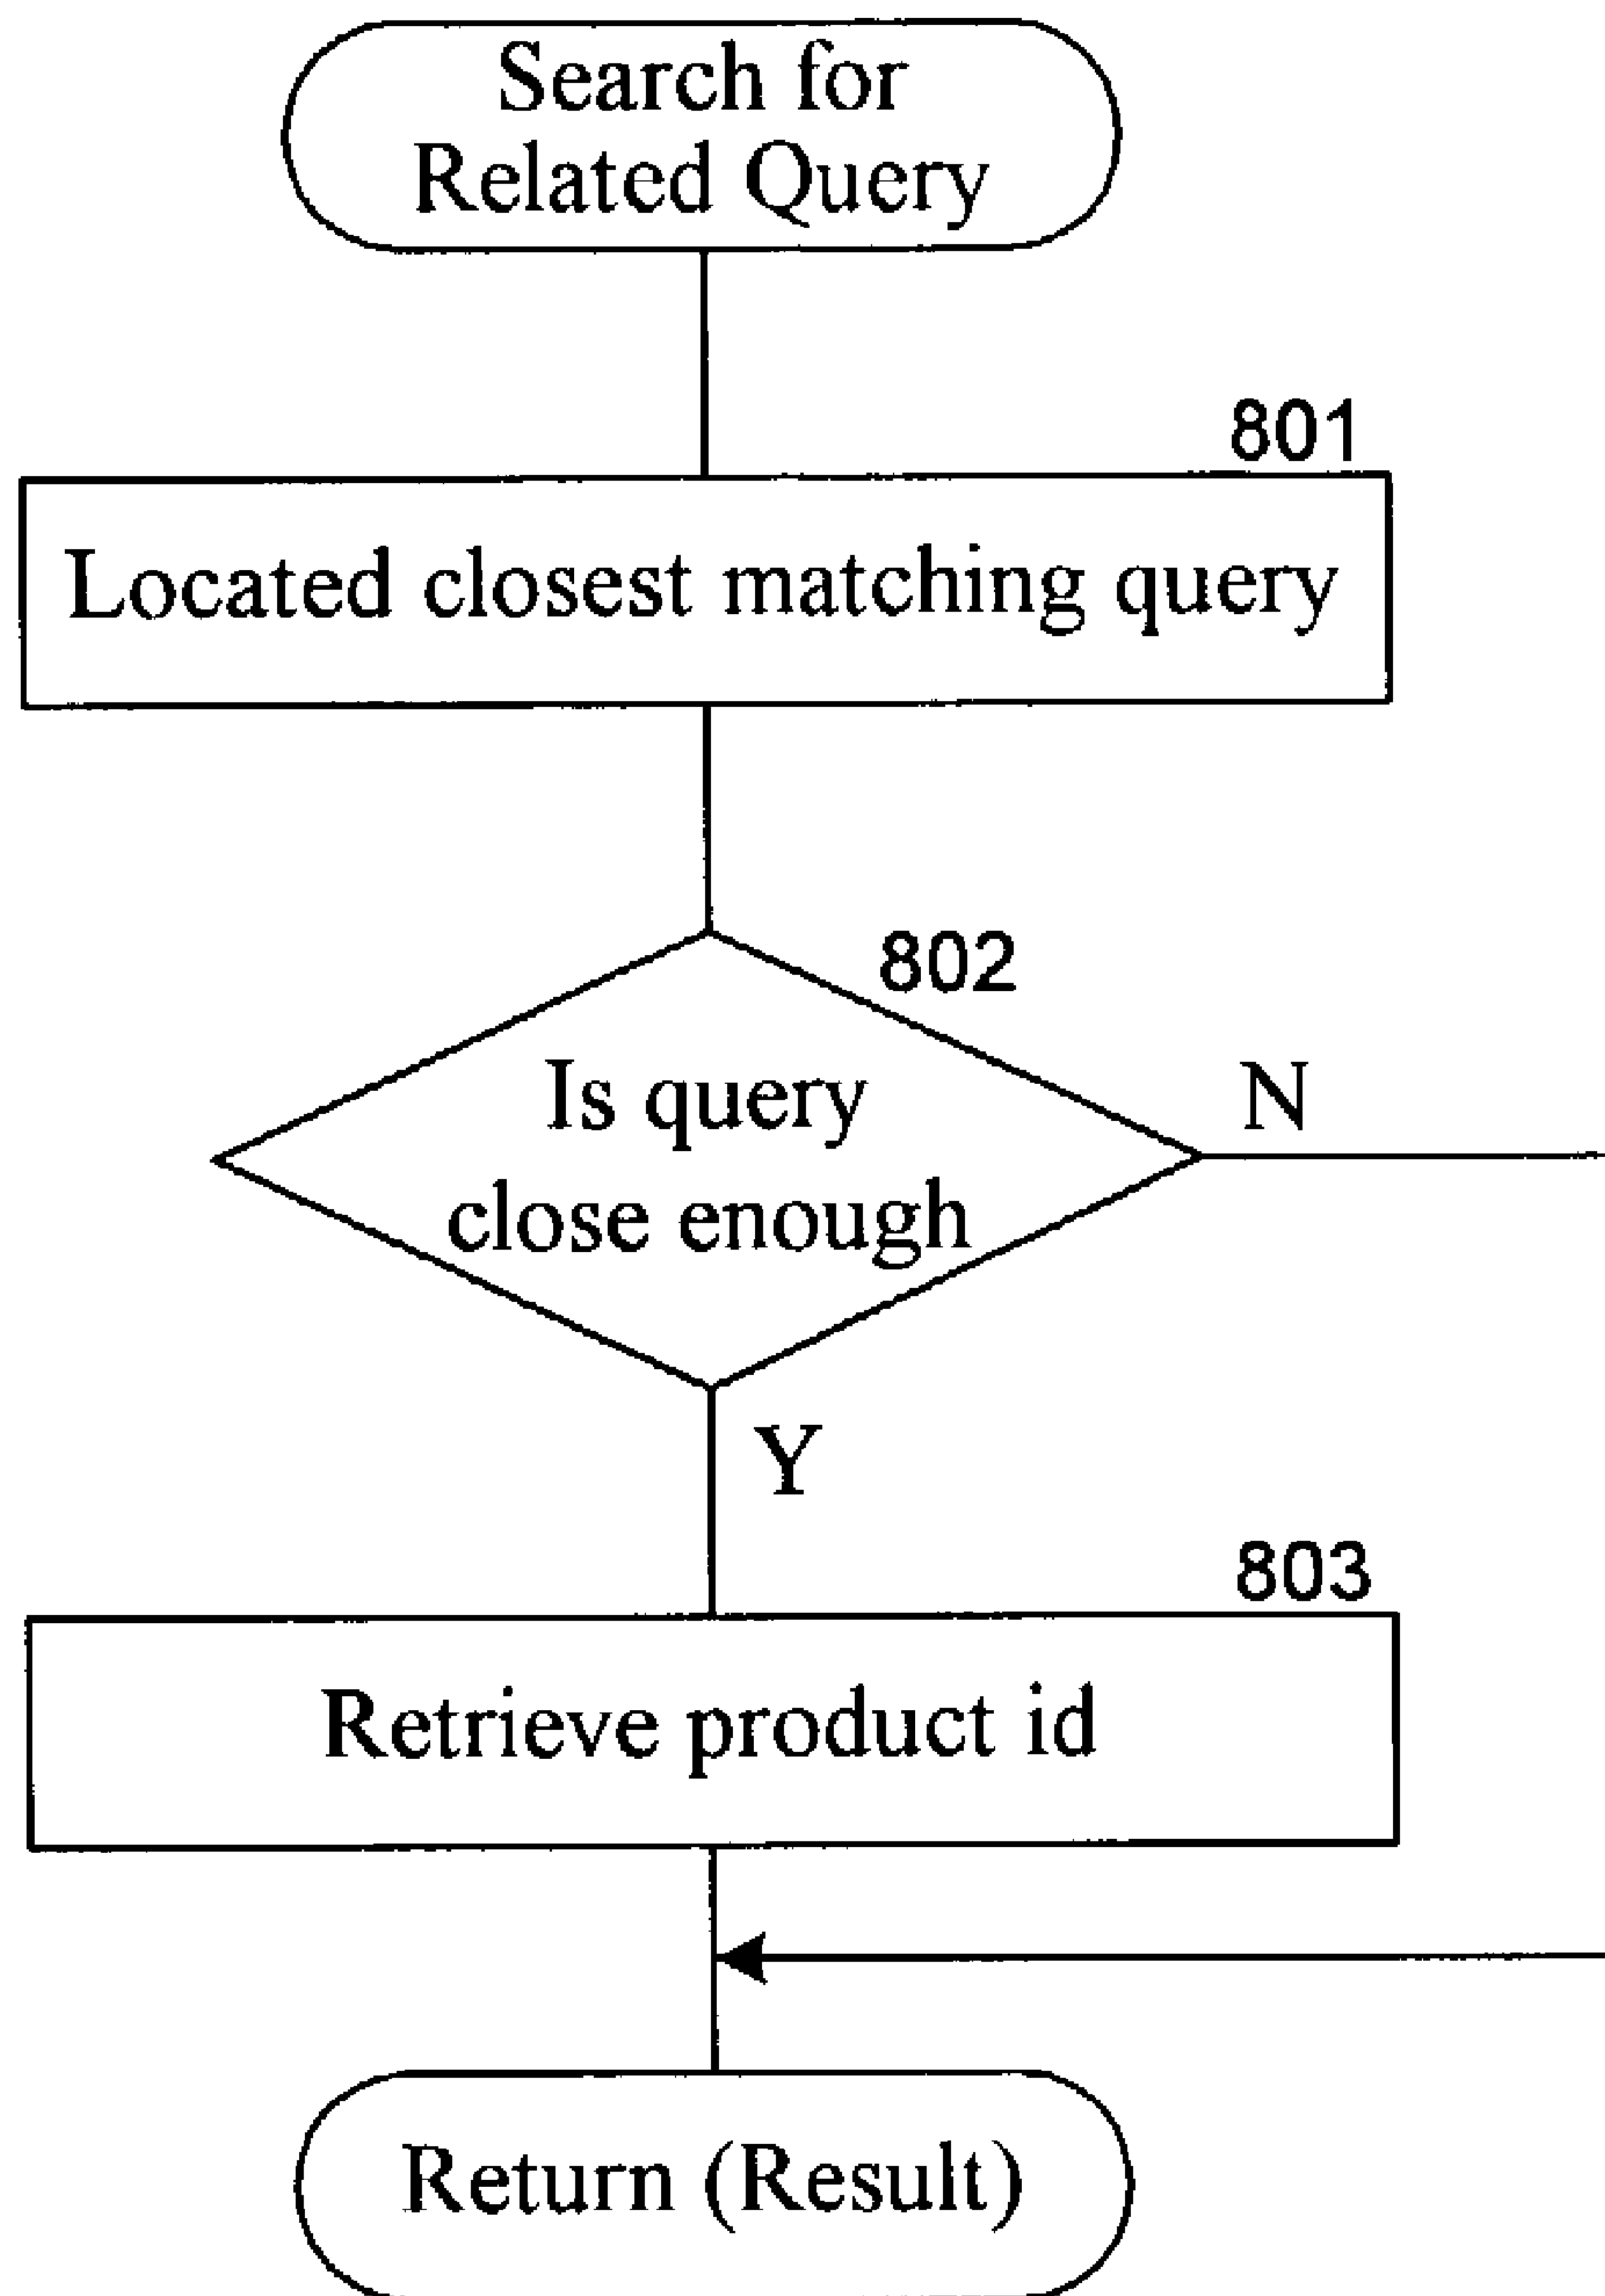 Search for
Related Query
801
Located closest matching query
802
Is query
close enough
N
Y
803
Retrieve product id
Return (Result)